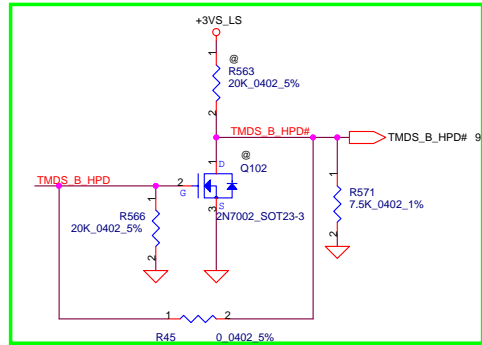 +3VS_LS
1
@
R563
20K_0402_5%
2
TMDS_B_HPD#
TMDS_B_HPD# 9
@
1
D
Q102
TMDS_B_HPD
2
G
1
1
R571
7.5K_0402_1%
S
3
2N7002_SOT23-3
R566
20K_0402_5%
2
2
1
2
R45
0_0402_5%